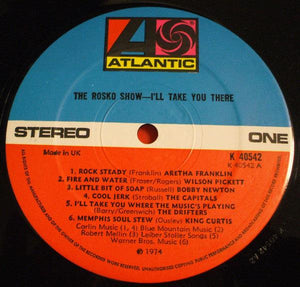 ATLANTIC
THE ROSKO SHOW—I'LL TAKE YOU THERE
STEREO
ONE
Made in UK
K 40542
K 40542 A
1. ROCK STEADY (Franklin) ARETHA FRANKLIN
2. FIRE AND WATER (Fraser/Rogers) WILSON PICKETT
3. LITTLE BIT OF SOAP (Russell) BOBBY NEWTON
4. COOL JERK (Stroball) THE CAPITALS
5. I'LL TAKE YOU WHERE THE MUSIC'S PLAYING
(Barry/Greenwich) THE DRIFTERS
6. MEMPHIS SOUL STEW (Ousley) KING CURTIS
Carlin Music (1, 4) Blue Mountain Music (2)
Robert Mellin (3) Leiber Stoller Songs (5)
Warner Bros. Music (6)
℗ 1974